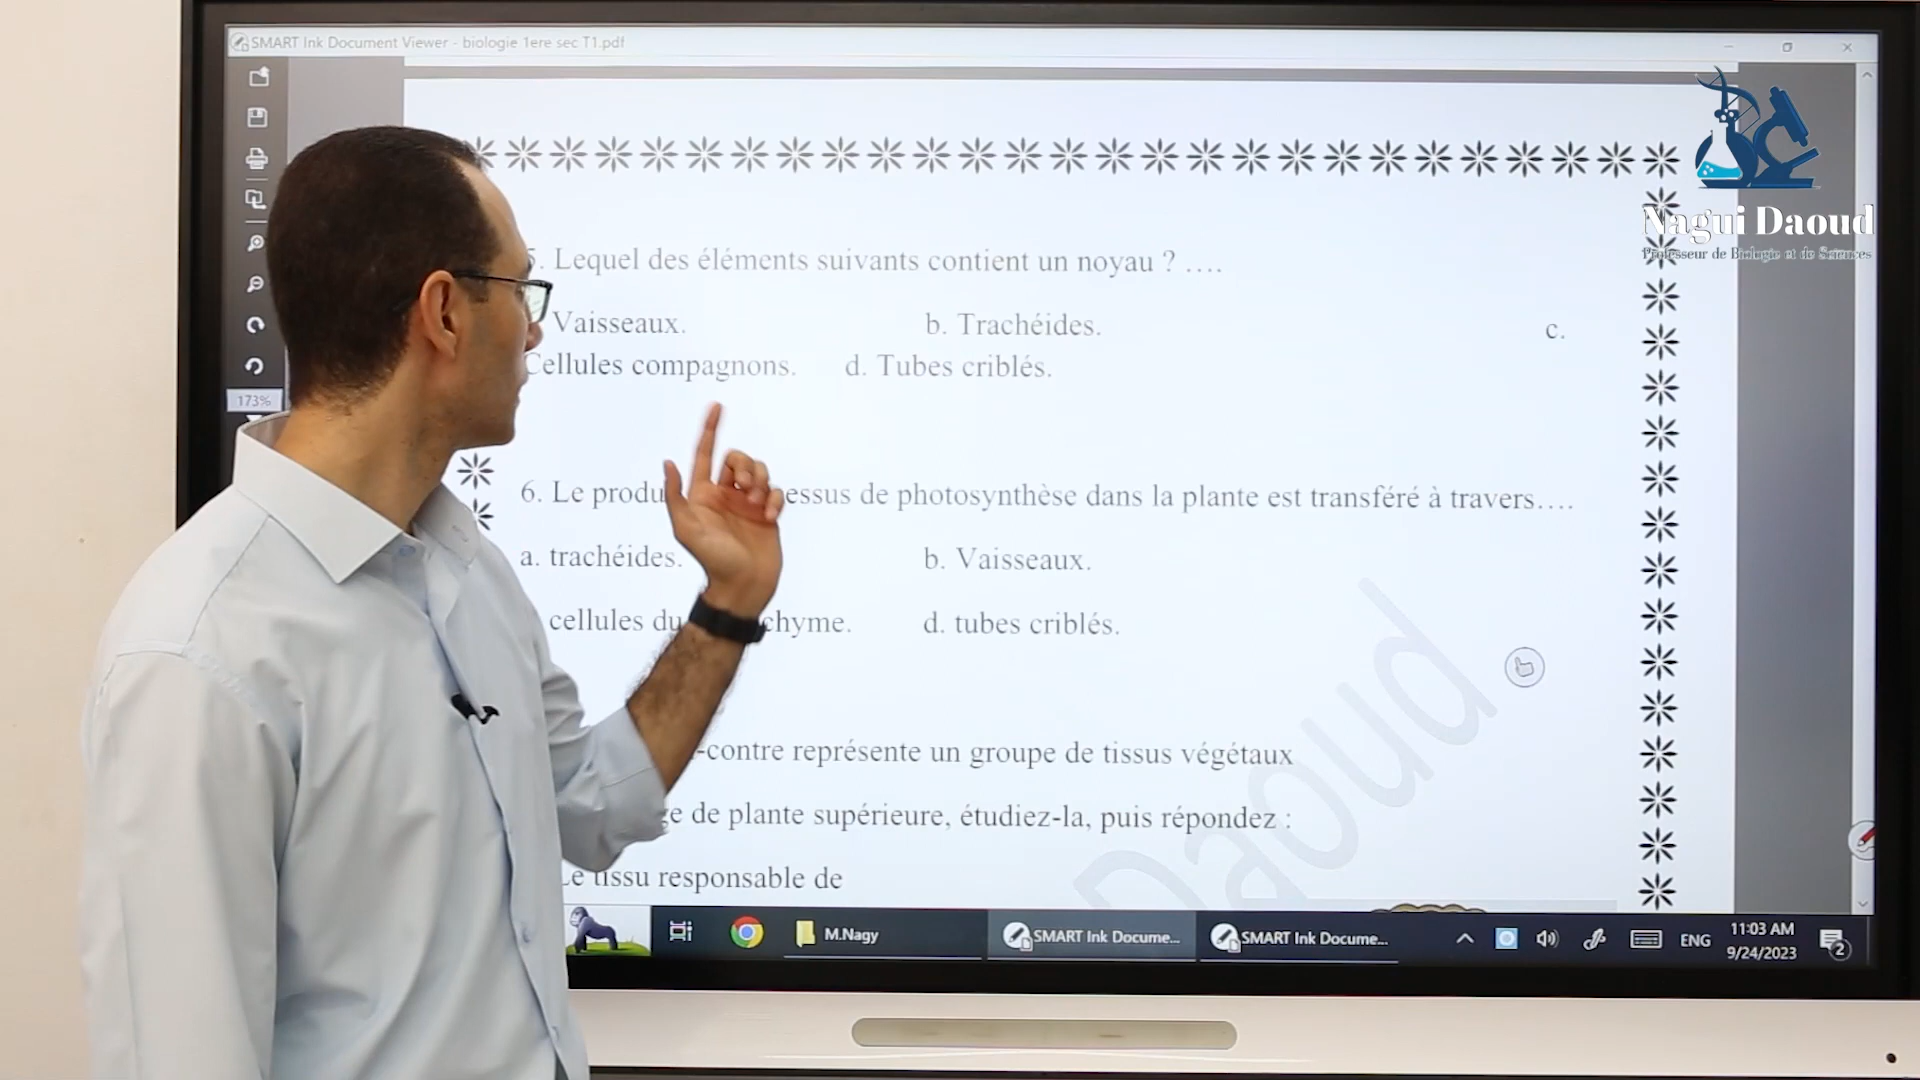 SMART Ink Document Viewer - biologie 1ere sec T1.pdf
Nagui Daoud
Professeur de Biologie et de Sciences
5. Lequel des éléments suivants contient un noyau ? ….
Vaisseaux. b. Trachéides. c.
Cellules compagnons. d. Tubes criblés.
173%
6. Le produ essus de photosynthèse dans la plante est transféré à travers….
a. trachéides. b. Vaisseaux.
cellules du chyme. d. tubes criblés.
-contre représente un groupe de tissus végétaux
ge de plante supérieure, étudiez-la, puis répondez :
Le tissu responsable de
Daoud
M.Nagy
SMART Ink Docume...
SMART Ink Docume...
ENG
11:03 AM
9/24/2023
2